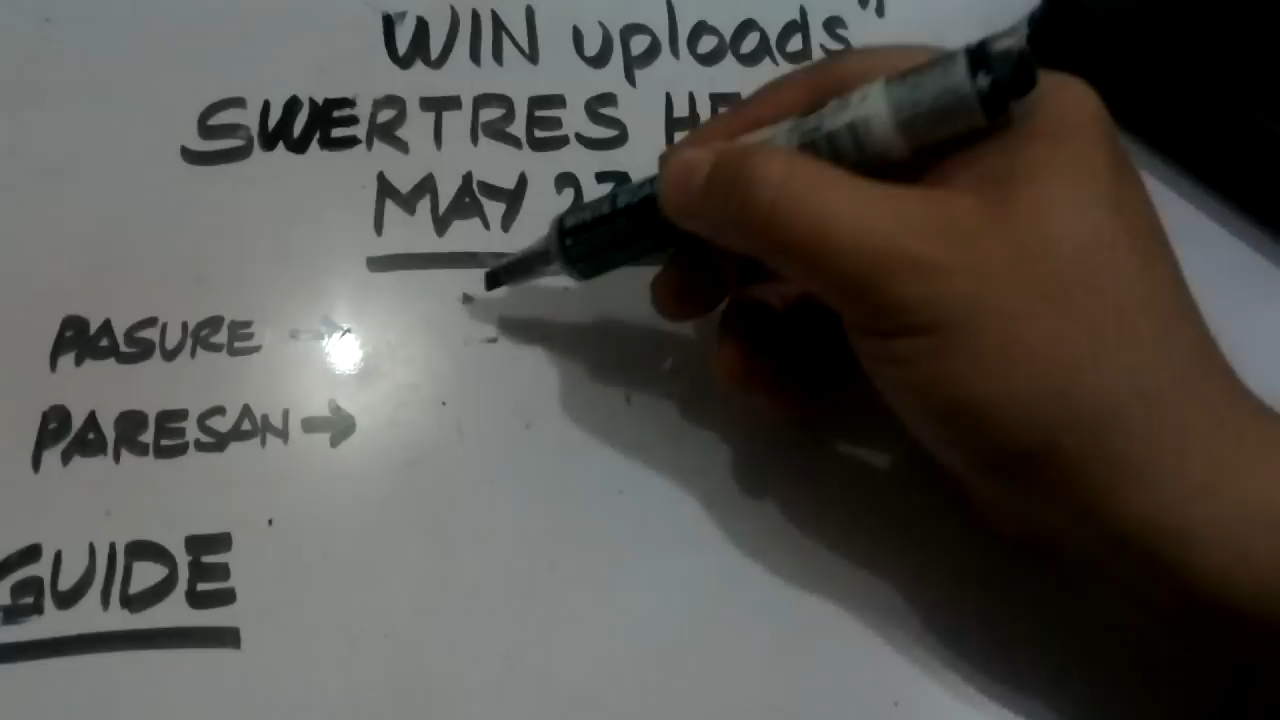 WIN uploads"
SWERTRES
MAY
PASURE →
PARESAN →
GUIDE